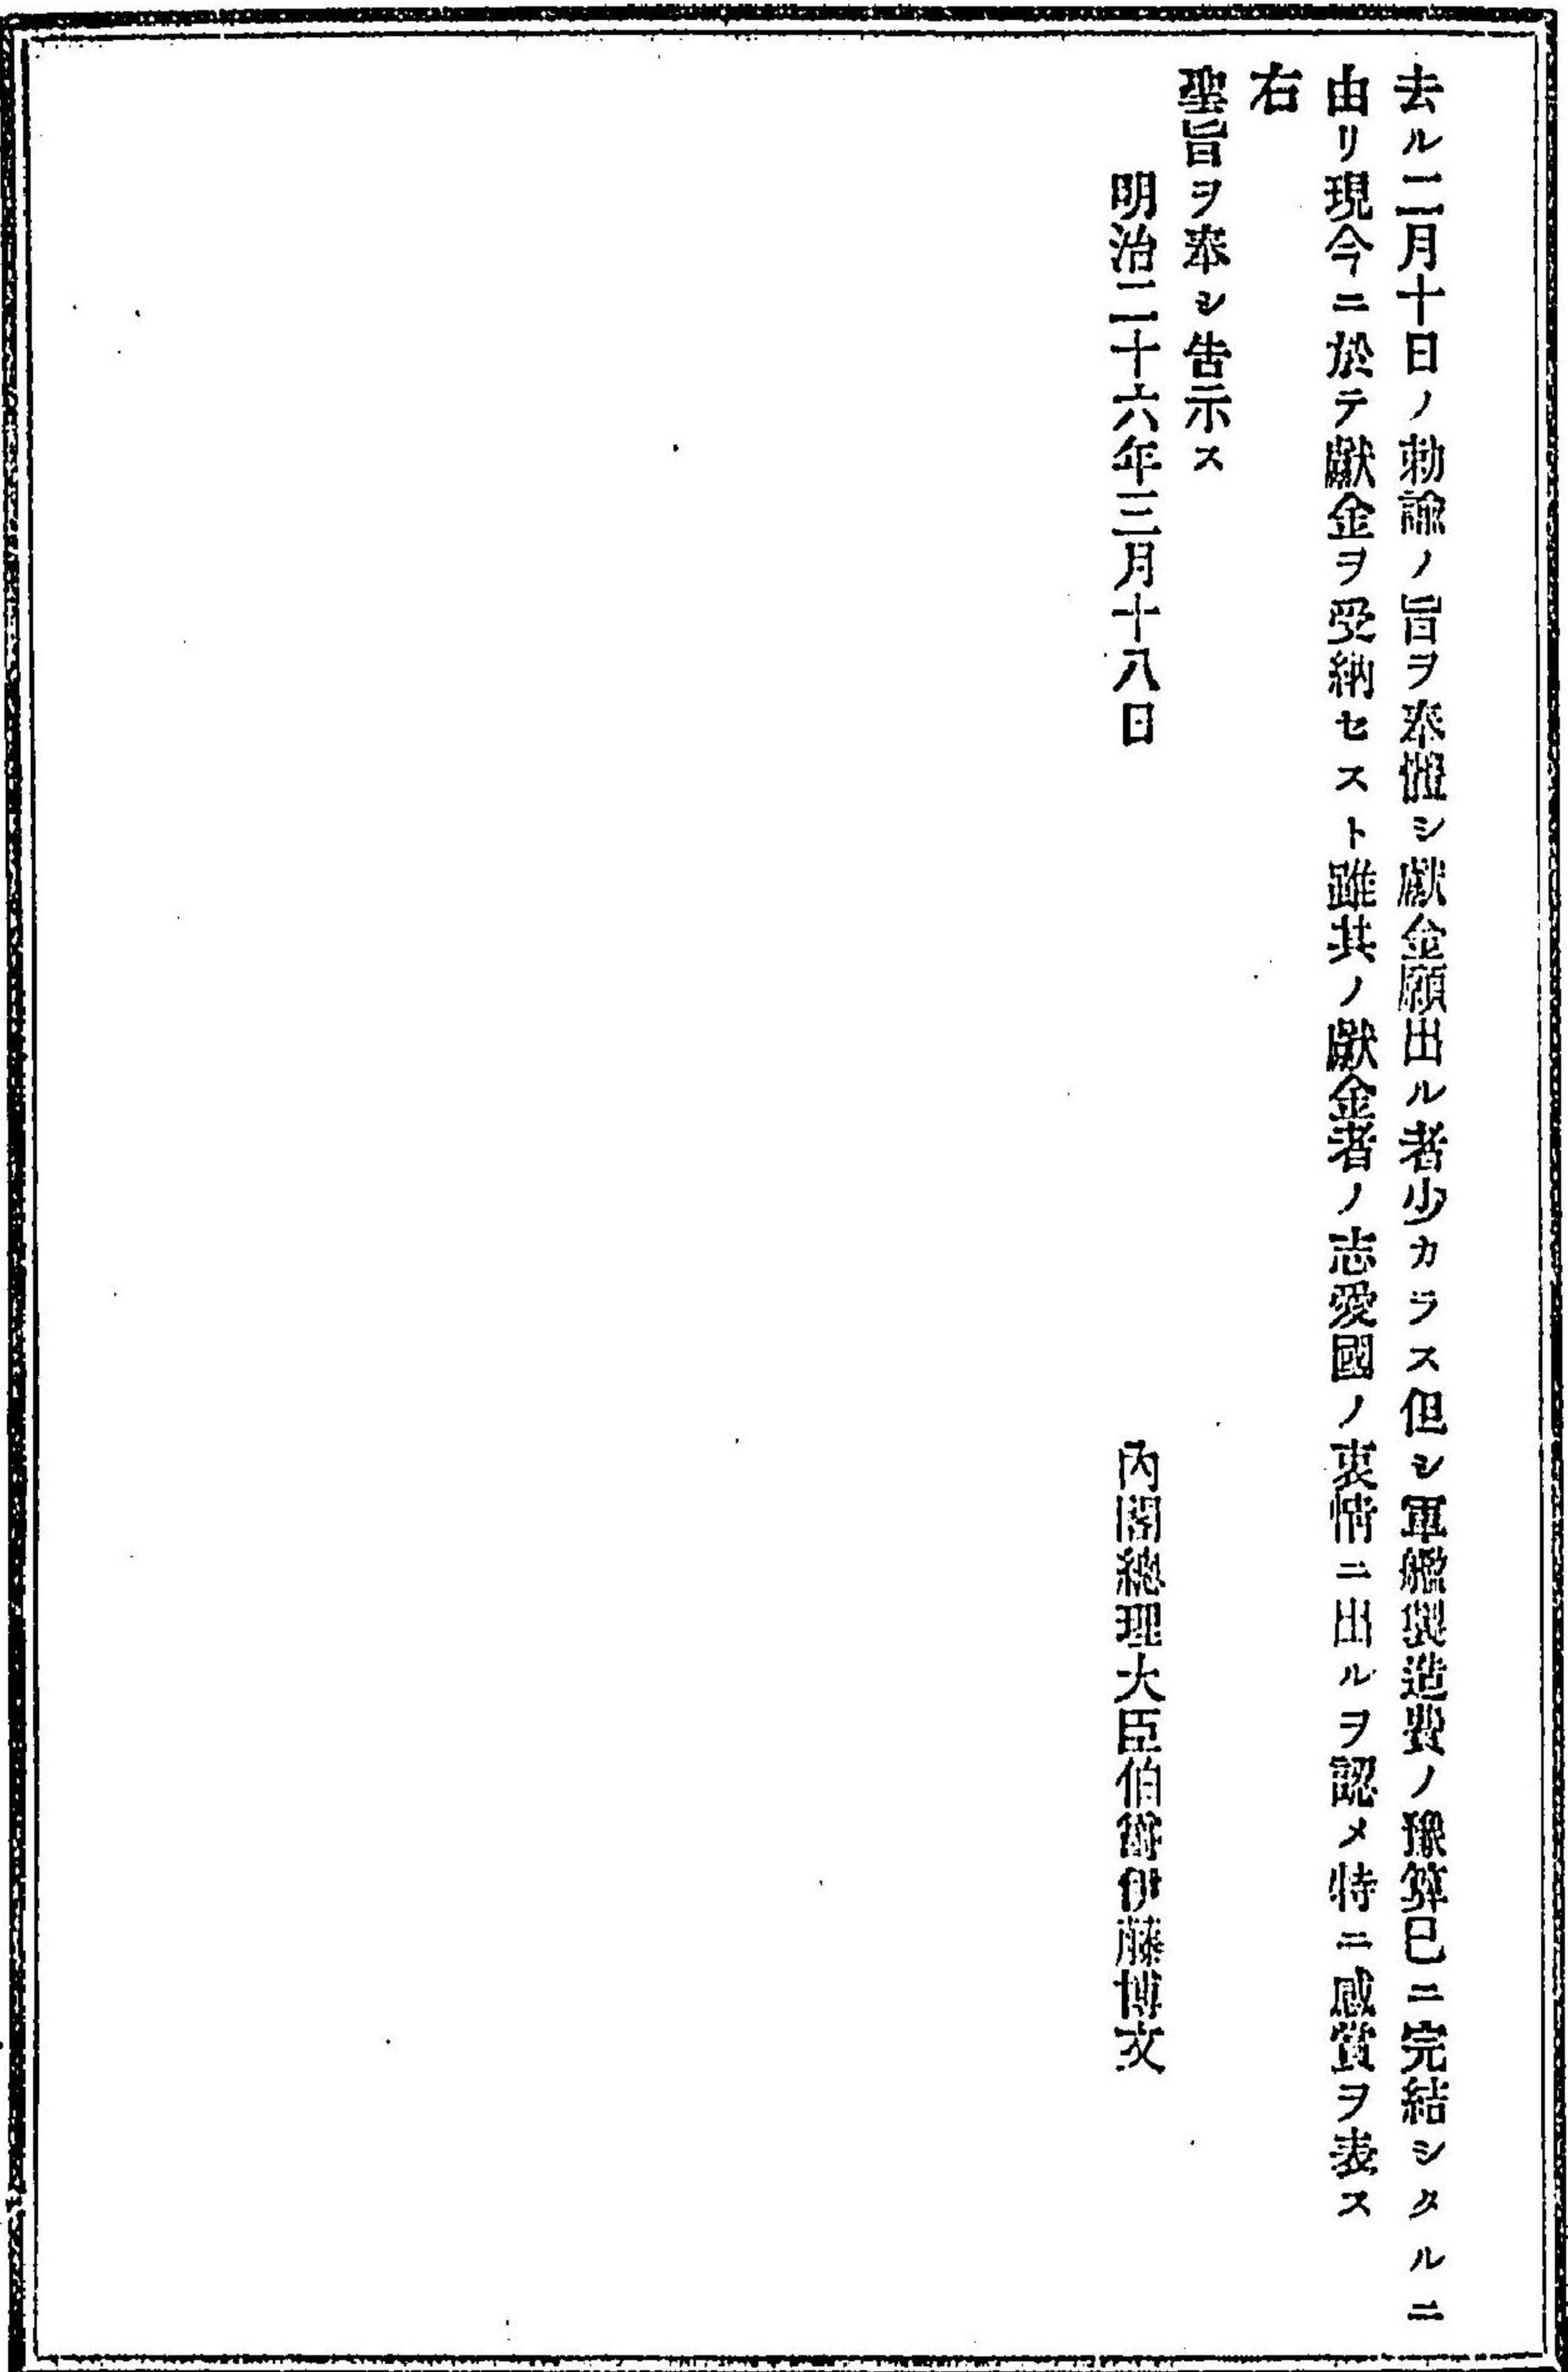 去ル二月十日ノ勅諭ノ旨ヲ奉體シ獻金願出ル者少カラス但シ軍艦製造費ノ豫算已ニ完結シタルニ
由リ現今ニ於テ獻金ヲ受納セスト雖其ノ獻金者ノ志愛國ノ衷情ニ出ルヲ認メ特ニ感賞ヲ表ス
右
聖旨ヲ奉シ告示ス
明治二十六年三月十八日
內閣總理大臣伯爵伊藤博文